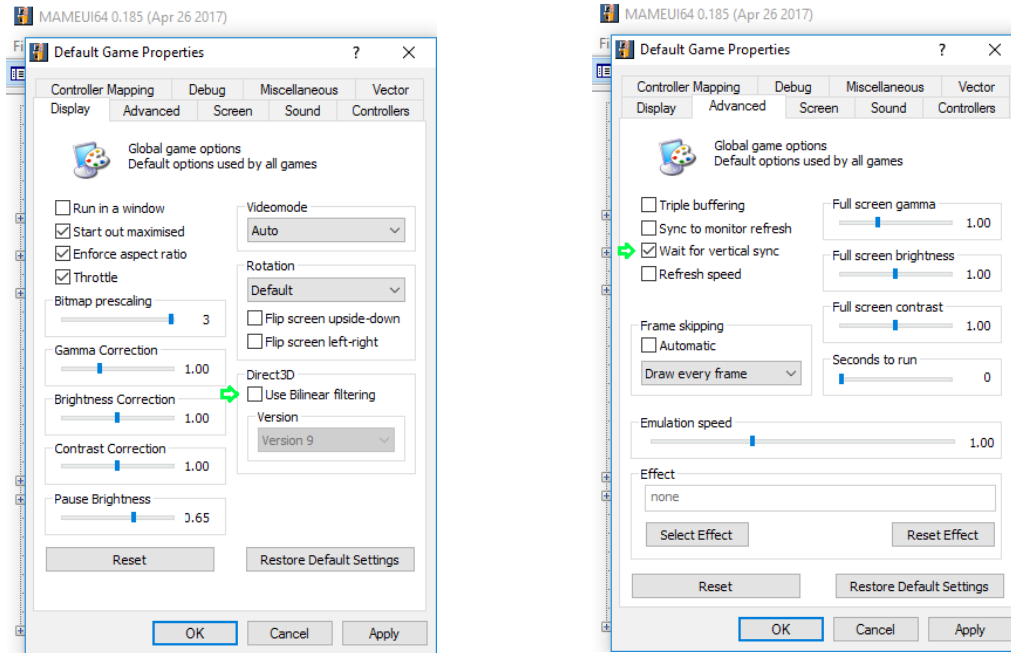 MAMEUI64 0.185 (Apr 26 2017)
Fi
Default Game Properties ?
Controller Mapping Debug Miscellaneous Vector
Display Advanced Screen Sound Controllers
Global game options
Default options used by all games
Run in a window
Start out maximised
Enforce aspect ratio
Throttle
Bitmap prescaling
3
Gamma Correction
1.00
Brightness Correction
1.00
Contrast Correction
1.00
Pause Brightness
0.65
Videomode
Auto
Rotation
Default
Flip screen upside-down
Flip screen left-right
Direct3D
Use Bilinear filtering
Version
Version 9
Reset Restore Default Settings
OK Cancel Apply
MAMEUI64 0.185 (Apr 26 2017)
Fi
Default Game Properties ?
Controller Mapping Debug Miscellaneous Vector
Display Advanced Screen Sound Controllers
Global game options
Default options used by all games
Triple buffering
Sync to monitor refresh
Wait for vertical sync
Refresh speed
Frame skipping
Automatic
Draw every frame
Full screen gamma
1.00
Full screen brightness
1.00
Full screen contrast
1.00
Seconds to run
0
Emulation speed
1.00
Effect
none
Select Effect Reset Effect
Reset Restore Default Settings
OK Cancel Apply